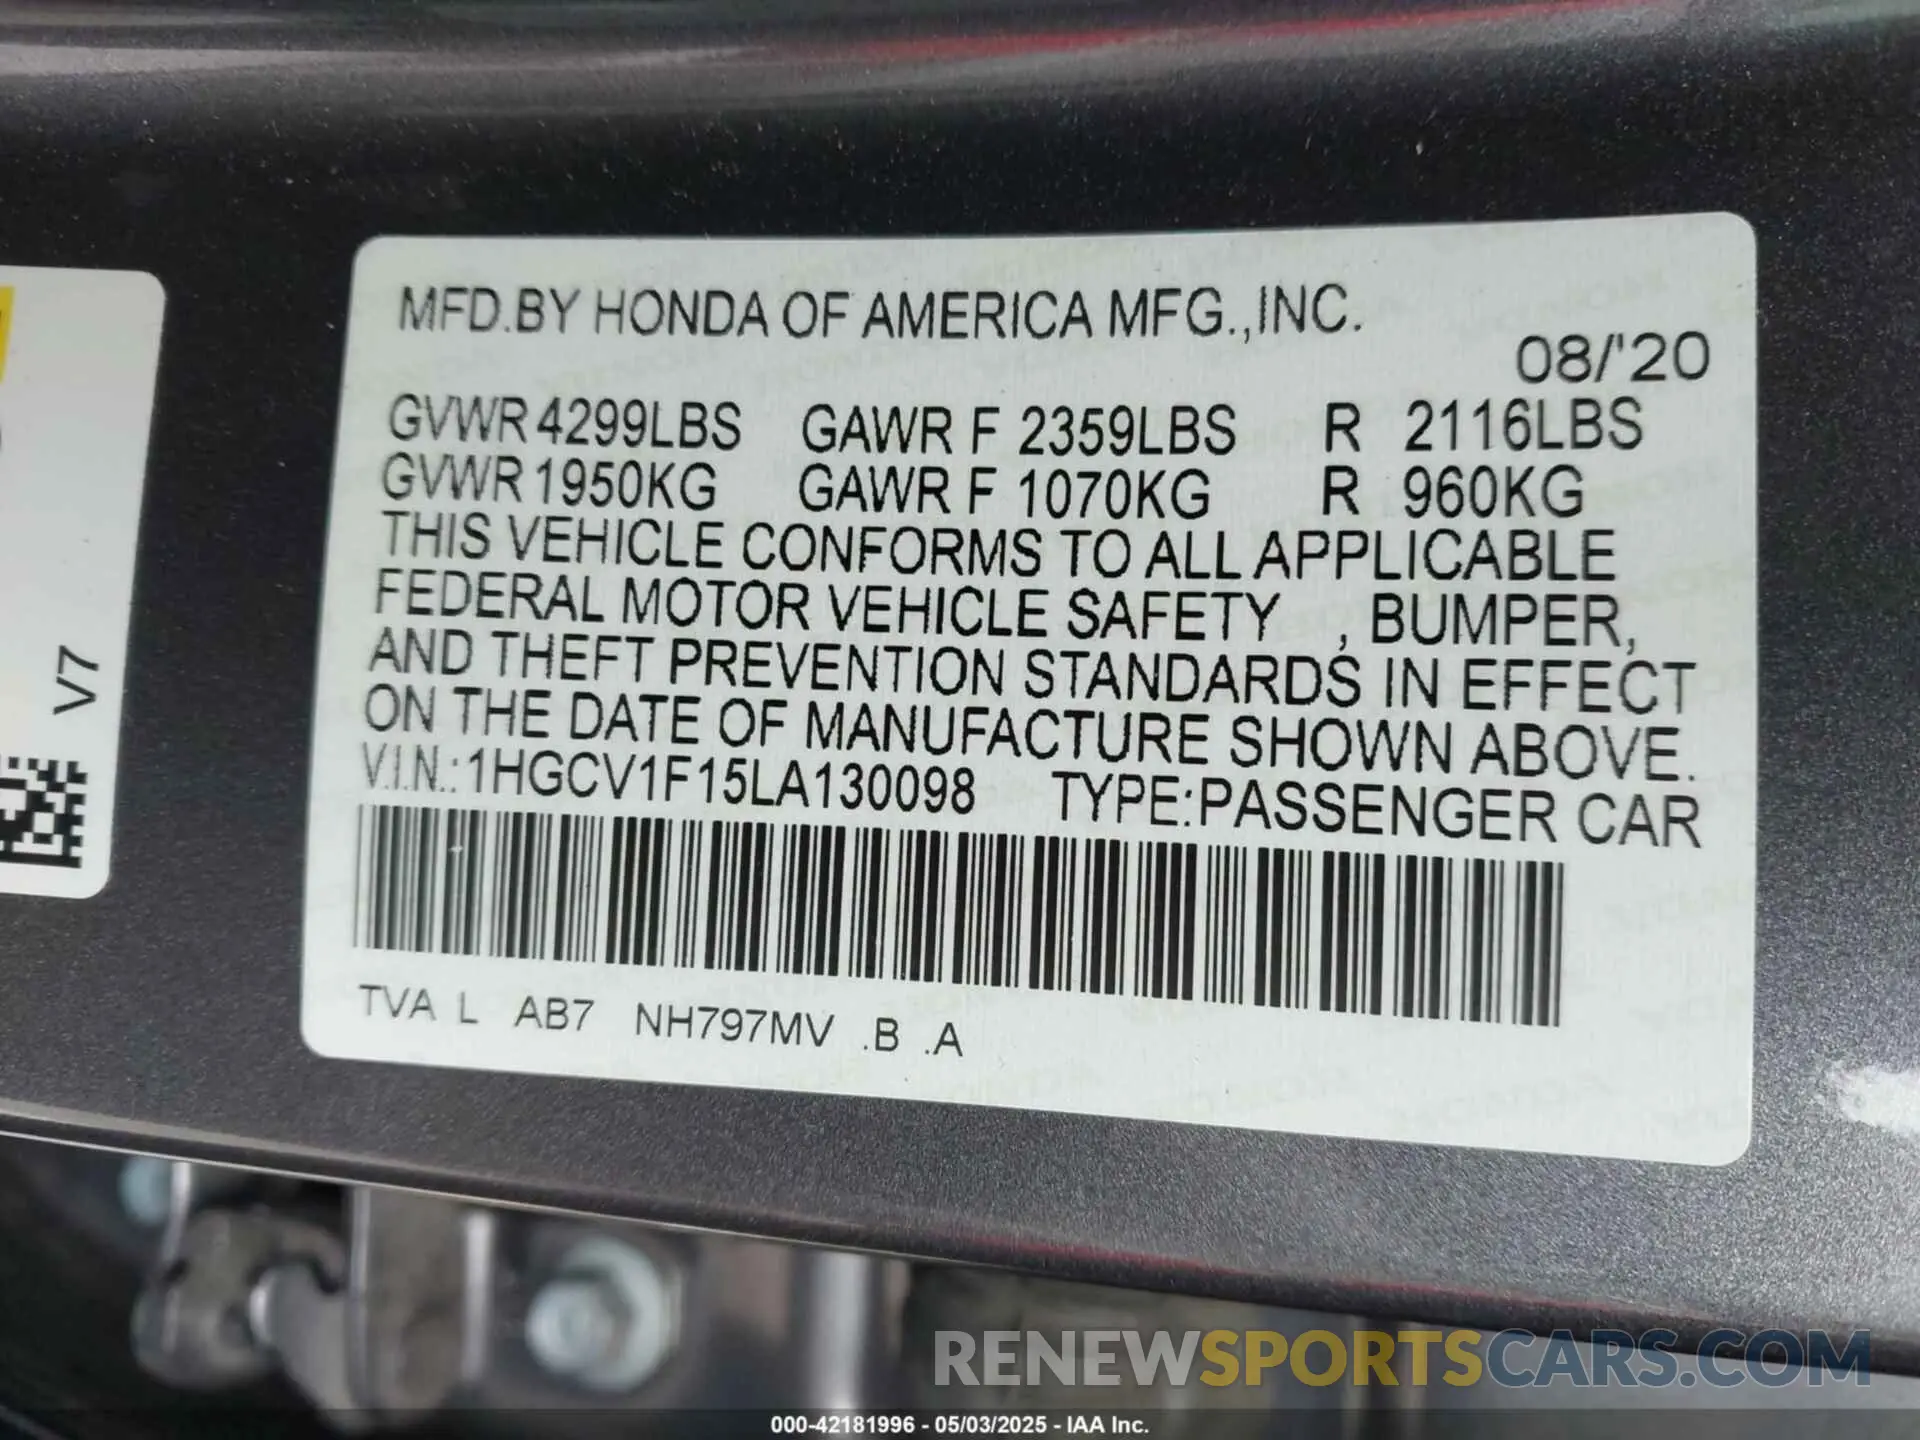 MFD.BY HONDA OF AMERICA MFG.,INC.
08/'20
GVWR 4299LBS GAWR F 2359LBS R 2116LBS
GVWR 1950KG GAWR F 1070KG R 960KG
THIS VEHICLE CONFORMS TO ALL APPLICABLE
FEDERAL MOTOR VEHICLE SAFETY , BUMPER,
AND THEFT PREVENTION STANDARDS IN EFFECT
ON THE DATE OF MANUFACTURE SHOWN ABOVE.
V.I.N.: 1HGCV1F15LA130098 TYPE:PASSENGER CAR
TVA L AB7 NH797MV .B .A
V7
RENEWSPORTSCARS.COM
000-42181996 - 05/03/2025 - IAA Inc.